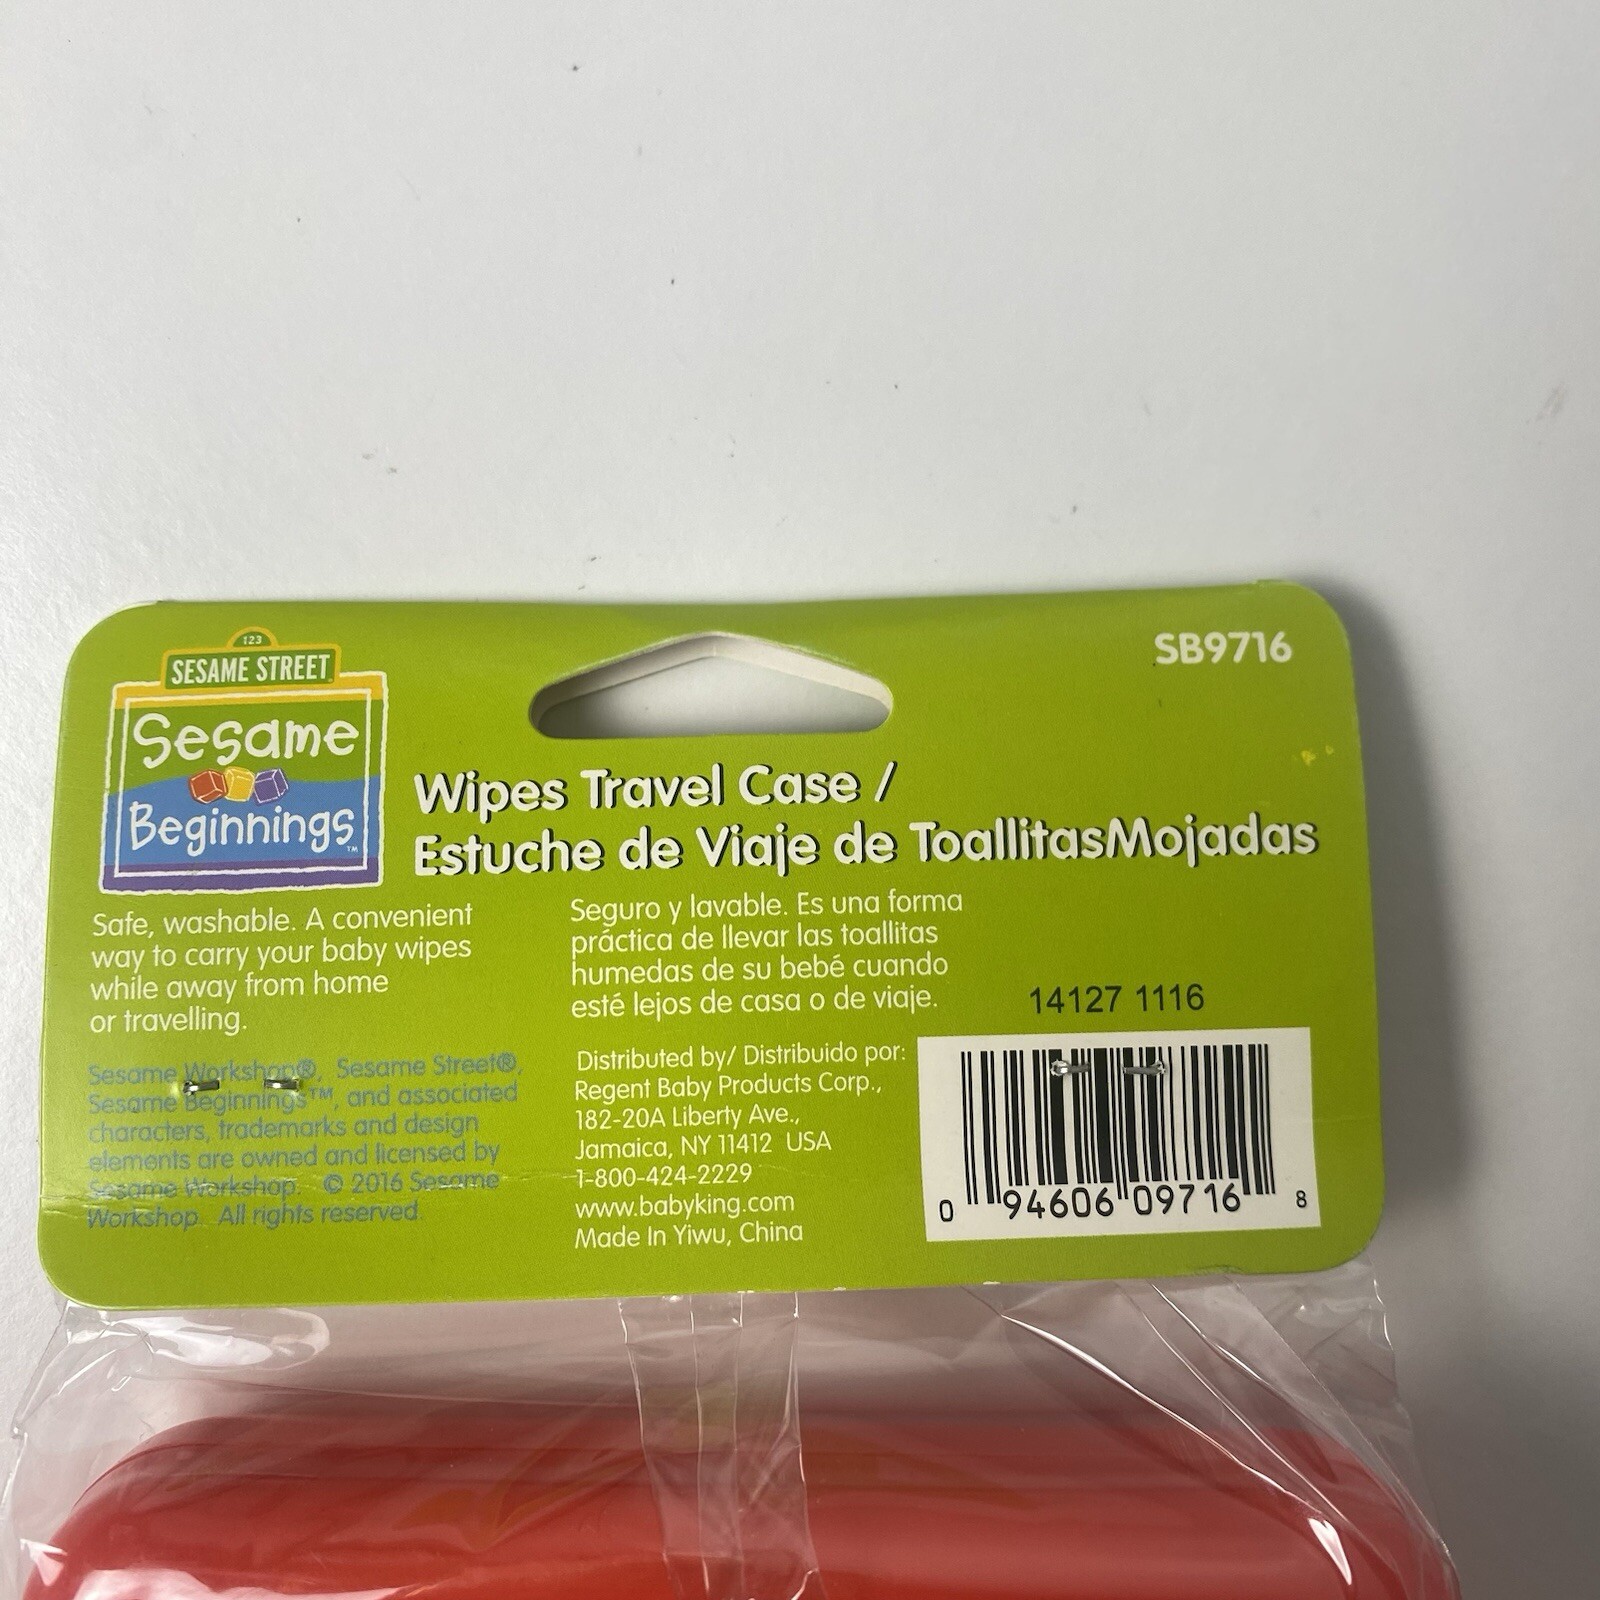 123
SESAME STREET
Sesame
Beginnings™
SB9716
Wipes Travel Case /
Estuche de Viaje de ToallitasMojadas
Safe, washable. A convenient
way to carry your baby wipes
while away from home
or travelling.
Sesame Workshop®, Sesame Street®,
Sesame Beginnings™, and associated
characters, trademarks and design
elements are owned and licensed by
Sesame Workshop. © 2016 Sesame
Workshop. All rights reserved.
Seguro y lavable. Es una forma
práctica de llevar las toallitas
humedas de su bebé cuando
esté lejos de casa o de viaje.
Distributed by/ Distribuido por:
Regent Baby Products Corp.,
182-20A Liberty Ave.,
Jamaica, NY 11412 USA
1-800-424-2229
www.babyking.com
Made In Yiwu, China
14127 1116
0 94606 09716 8